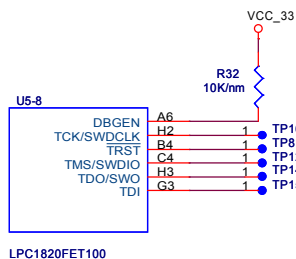 VCC_33
R32
10K/nm
U5-8
DBGEN A6
TCK/SWDCLK H2 1
TRST B4 1 TP8
TMS/SWDIO C4 1
TDO/SWO H3 1
TDI G3 1
LPC1820FET100